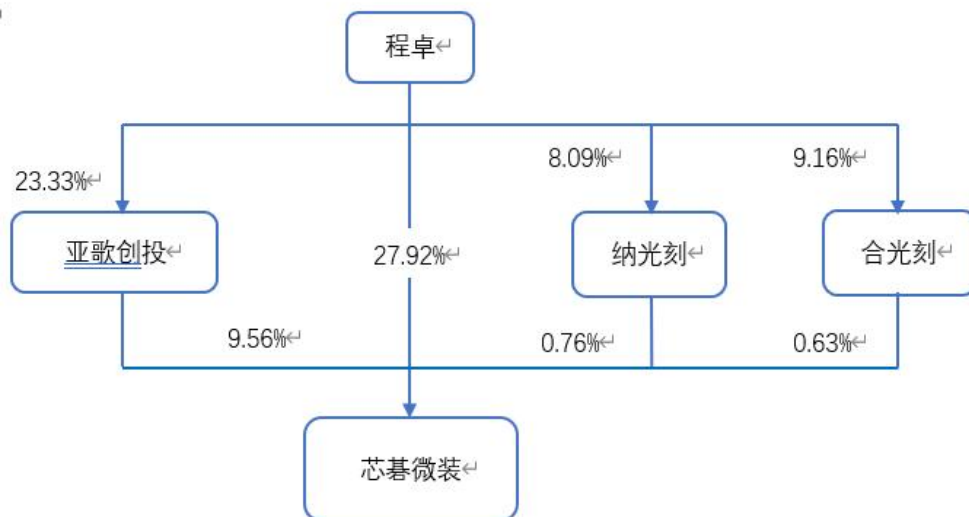 程卓
8.09%
9.16%
23.33%
亚歌创投
27.92%
纳光刻
合光刻
9.56%
0.76%
0.63%
芯碁微装